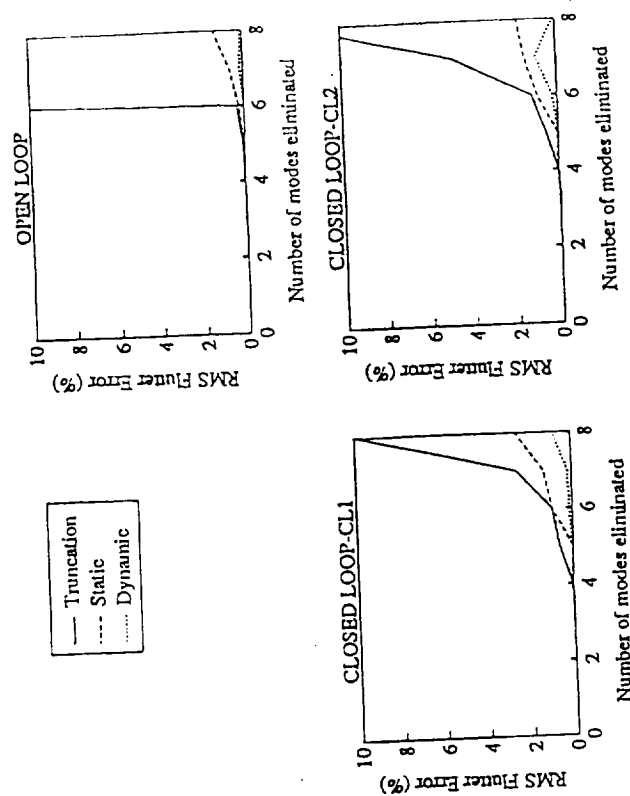 Truncation
Static
Dynamic
OPEN LOOP
RMS Flutter Error (%)
10
8
6
4
2
0
2
4
6
8
Number of modes eliminated
CLOSED LOOP-CL1
RMS Flutter Error (%)
10
8
6
4
2
0
0
2
4
6
8
Number of modes eliminated
CLOSED LOOP-CL2
RMS Flutter Error (%)
10
8
6
4
2
0
0
2
4
6
8
Number of modes eliminated